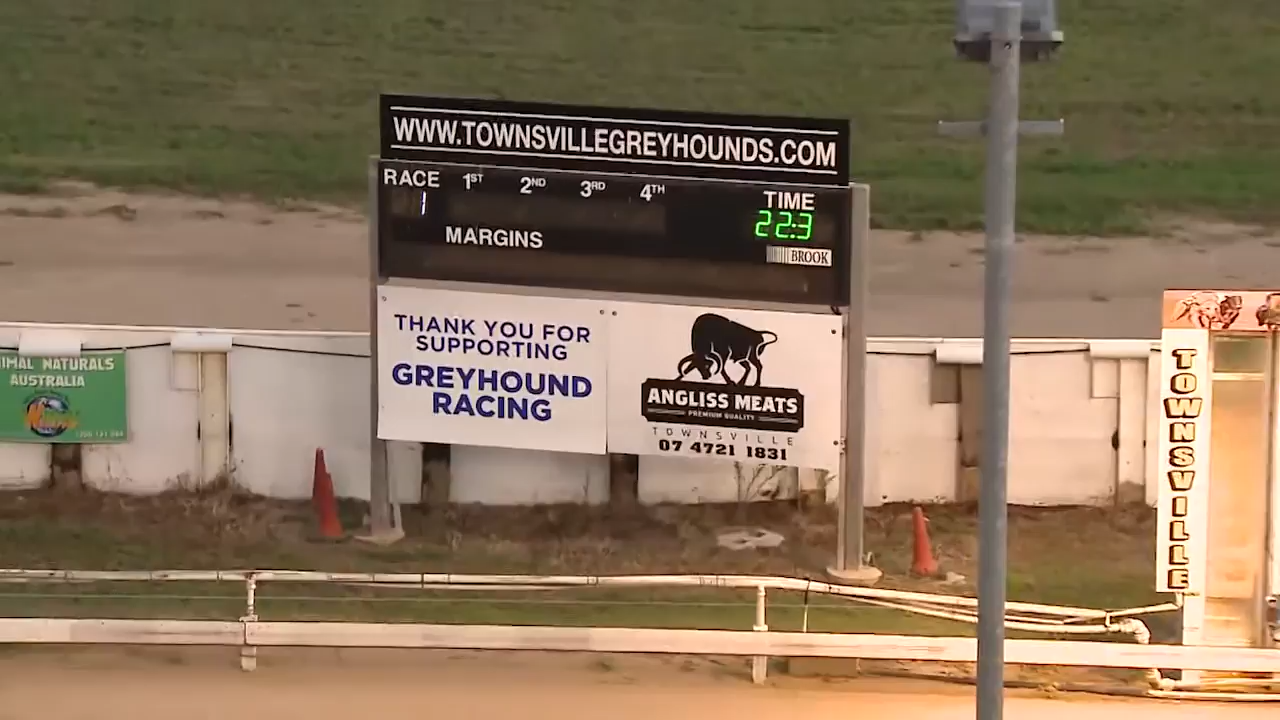 WWW.TOWNSVILLEGREYHOUNDS.COM
RACE 1ST 2ND 3RD 4TH TIME
1 22:3
MARGINS BROOK
THANK YOU FOR
SUPPORTING
GREYHOUND
RACING
ANGLISS MEATS
PREMIUM QUALITY
TOWNSVILLE
07 4721 1831
IMAL NATURALS
AUSTRALIA
TOWNSVILLE